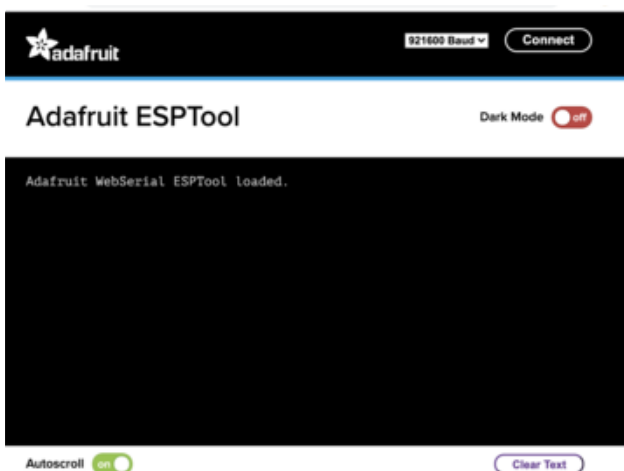 adafruit
921600 Baud
Connect
Adafruit ESPTool
Dark Mode off
Adafruit WebSerial ESPTool loaded.
Autoscroll on
Clear Text